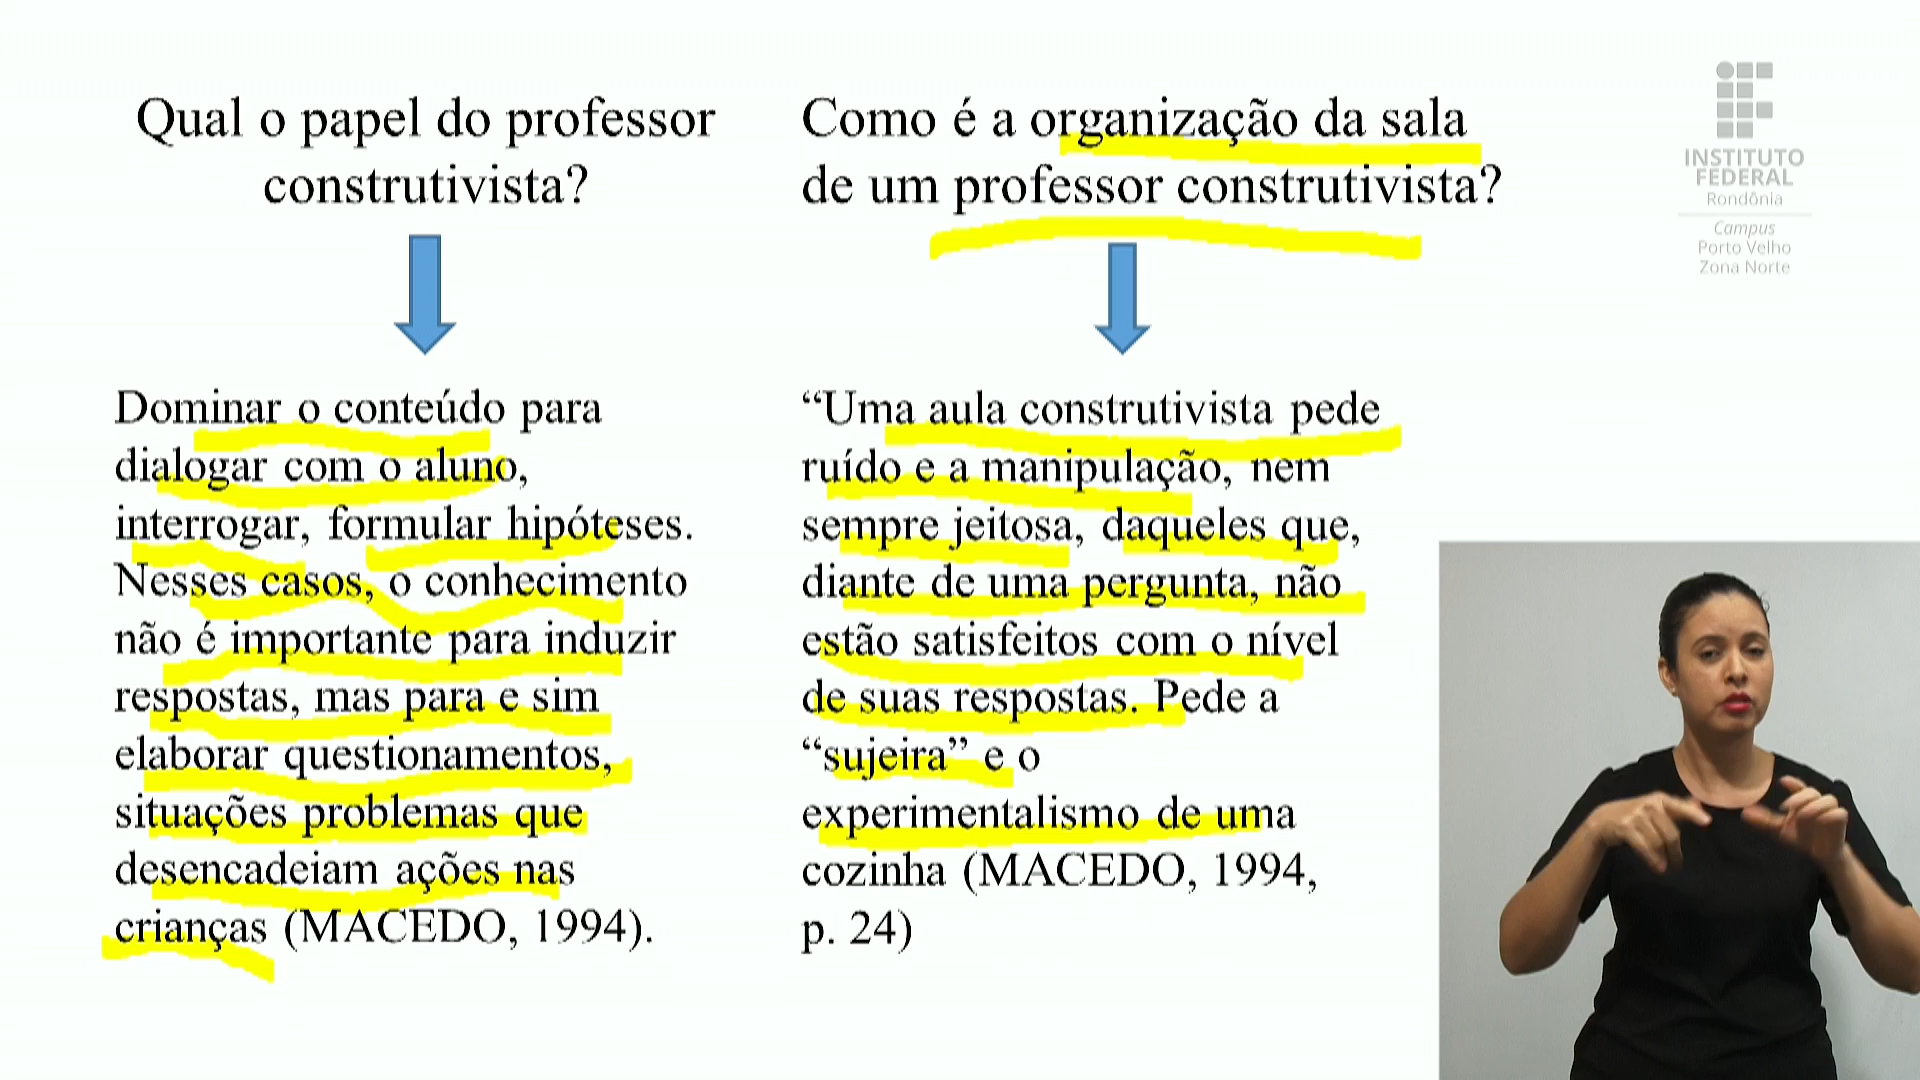 Qual o papel do professor
construtivista?
Dominar o conteúdo para
dialogar com o aluno,
interrogar, formular hipóteses.
Nesses casos, o conhecimento
não é importante para induzir
respostas, mas para e sim
elaborar questionamentos,
situações problemas que
desencadeiam ações nas
crianças (MACEDO, 1994).
Como é a organização da sala
de um professor construtivista?
“Uma aula construtivista pede
ruído e a manipulação, nem
sempre jeitosa, daqueles que,
diante de uma pergunta, não
estão satisfeitos com o nível
de suas respostas. Pede a
“sujeira” e o
experimentalismo de uma
cozinha (MACEDO, 1994,
p. 24)
INSTITUTO
FEDERAL
Rondônia
Campus
Porto Velho
Zona Norte